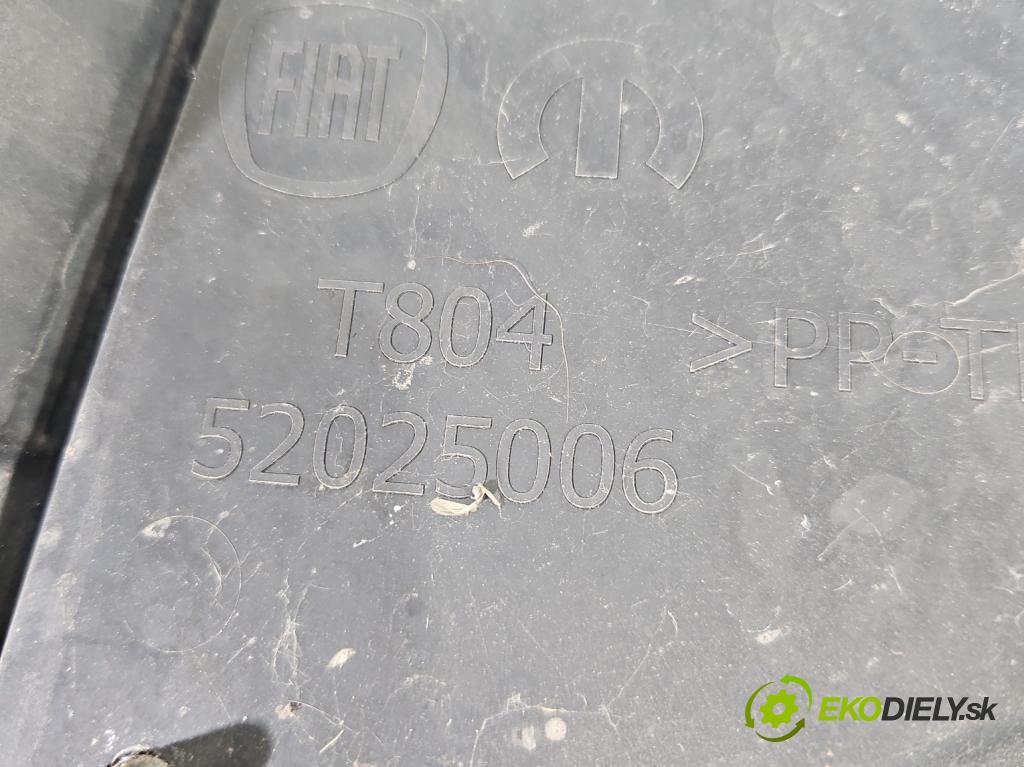 FIAT
T804
>PP-T
52025006
EKODIELY.sk